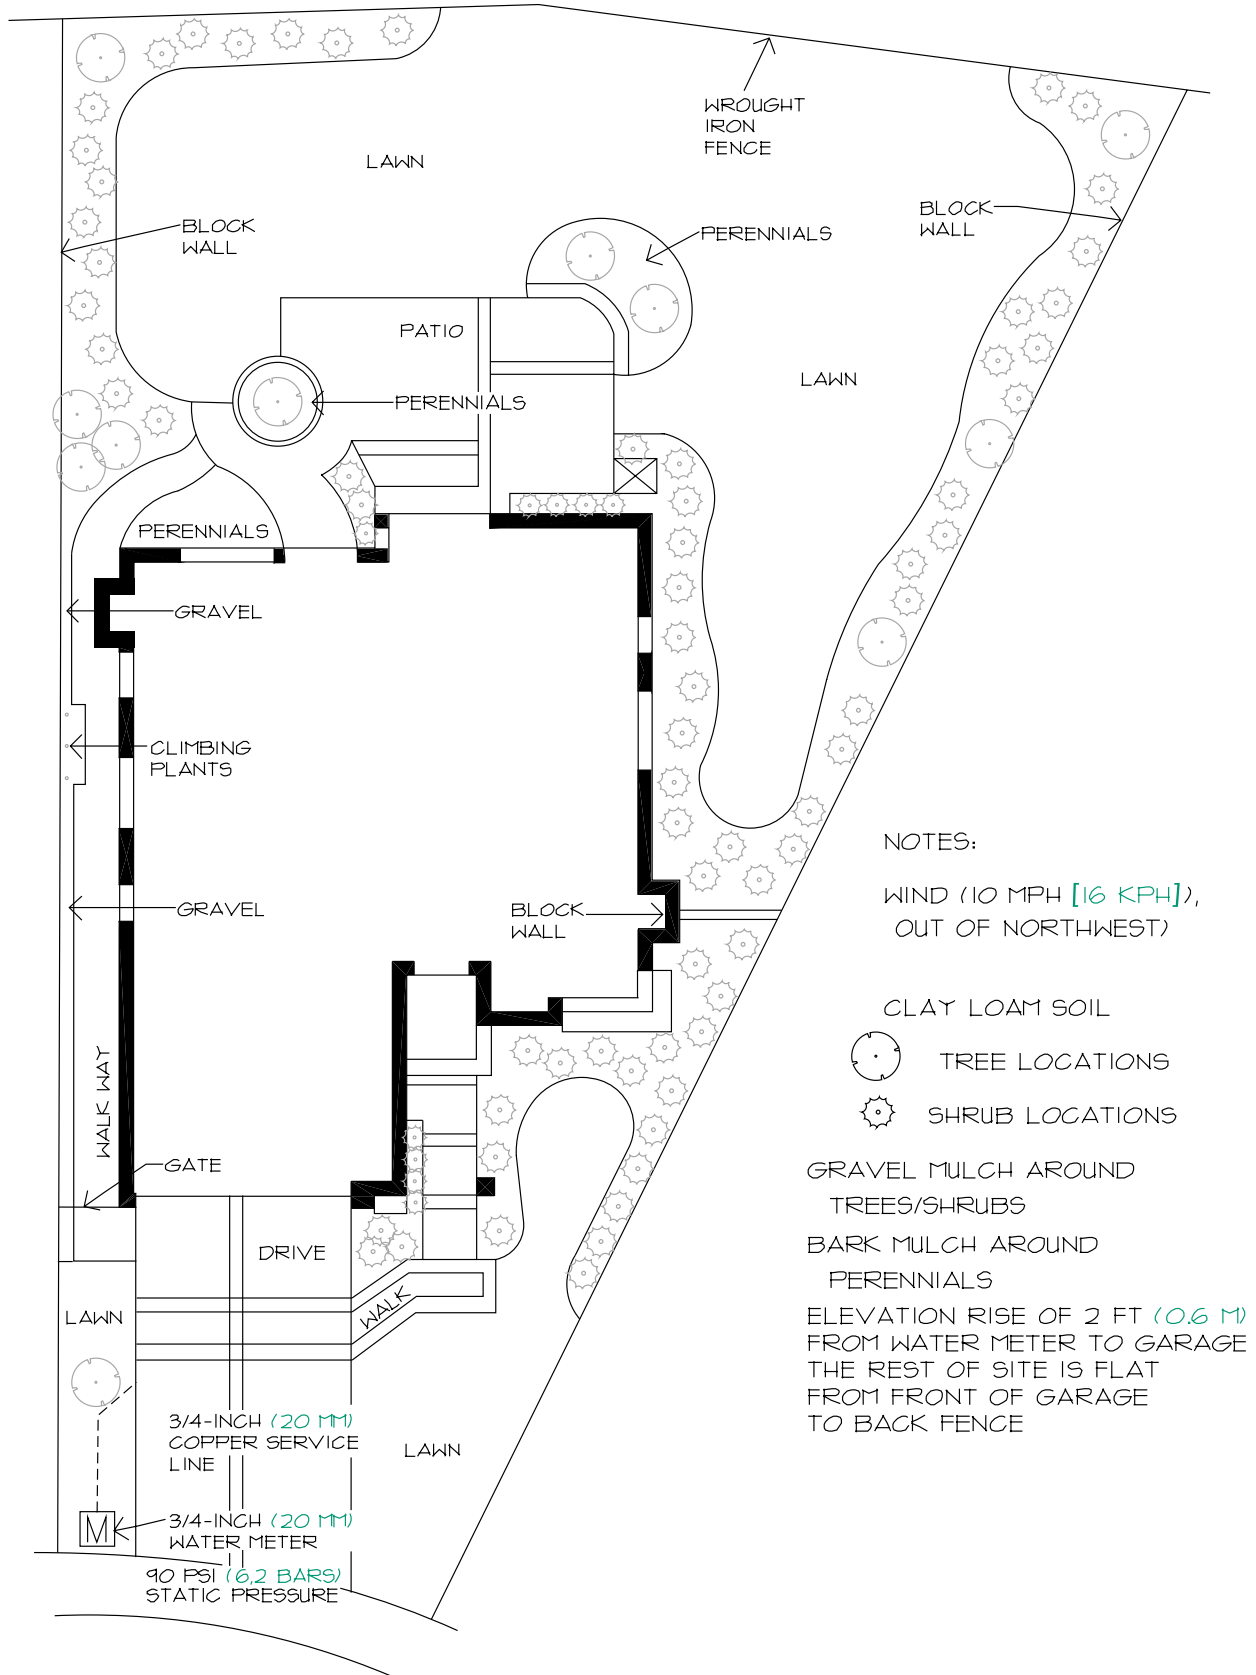 WROUGHT
IRON
FENCE
LAWN
BLOCK
WALL
BLOCK
WALL
PERENNIALS
PATIO
LAWN
PERENNIALS
PERENNIALS
GRAVEL
CLIMBING
PLANTS
GRAVEL
BLOCK
WALL
WALK WAY
GATE
DRIVE
WALK
LAWN
3/4-INCH (20 MM)
COPPER SERVICE
LINE
LAWN
M
3/4-INCH (20 MM)
WATER METER
90 PSI (6,2 BARS)
STATIC PRESSURE
NOTES:
WIND (10 MPH [16 KPH]),
OUT OF NORTHWEST)
CLAY LOAM SOIL
TREE LOCATIONS
SHRUB LOCATIONS
GRAVEL MULCH AROUND
TREES/SHRUBS
BARK MULCH AROUND
PERENNIALS
ELEVATION RISE OF 2 FT (0.6 M)
FROM WATER METER TO GARAGE
THE REST OF SITE IS FLAT
FROM FRONT OF GARAGE
TO BACK FENCE